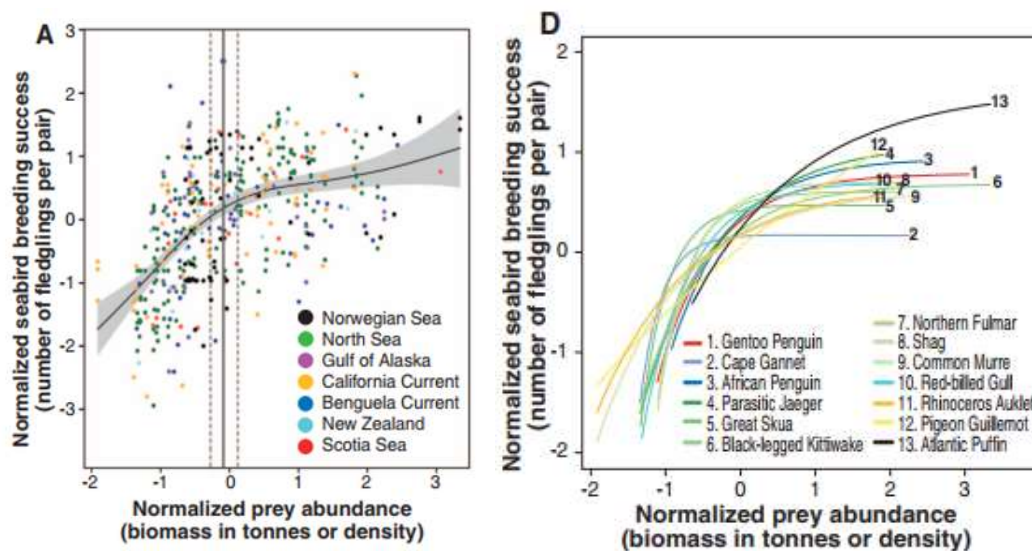 A
Normalized seabird breeding success
(number of fledglings per pair)
3
2
1
0
-1
-2
-3
-2
-1
0
1
2
3
Normalized prey abundance
(biomass in tonnes or density)
Norwegian Sea
North Sea
Gulf of Alaska
California Current
Benguela Current
New Zealand
Scotia Sea
D
Normalized seabird breeding success
(number of fledglings per pair)
2
1
0
-1
-2
-2
-1
0
1
2
3
Normalized prey abundance
(biomass in tonnes or density)
13
12
4
3
1
10
8
6
7
11
9
5
2
1. Gentoo Penguin
2. Cape Gannet
3. African Penguin
4. Parasitic Jaeger
5. Great Skua
6. Black-legged Kittiwake
7. Northern Fulmar
8. Shag
9. Common Murre
10. Red-billed Gull
11. Rhinoceros Auklet
12. Pigeon Guillemot
13. Atlantic Puffin